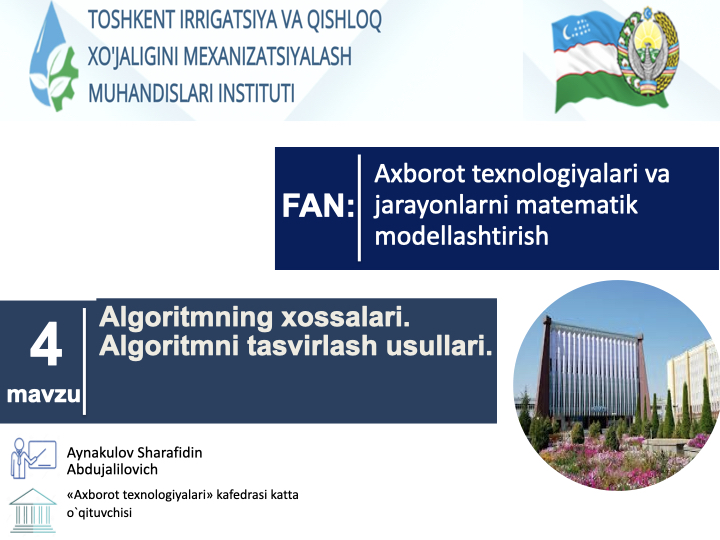 TOSHKENT IRRIGATSIYA VA QISHLOQ
XO'JALIGINI MEXANIZATSIYALASH
MUHANDISLARI INSTITUTI
FAN:
Axborot texnologiyalari va
jarayonlarni matematik
modellashtirish
4
mavzu
Algoritmning xossalari.
Algoritmni tasvirlash usullari.
Aynakulov Sharafidin
Abdujalilovich
«Axborot texnologiyalari» kafedrasi katta
o`qituvchisi